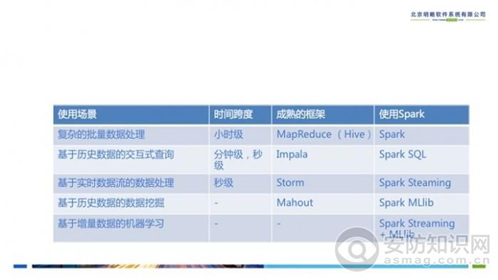 北京明略软件系统有限公司
使用场景 时间跨度 成熟的框架 使用Spark
复杂的批量数据处理 小时级 MapReduce（Hive） Spark
基于历史数据的交互式查询 分钟级，秒级 Impala Spark SQL
基于实时数据流的数据处理 秒级 Storm Spark Steaming
基于历史数据的数据挖掘 - Mahout Spark MLlib
基于增量数据的机器学习 - - Spark Streaming
+ MLlib
安防知识网
asmag.com.cn